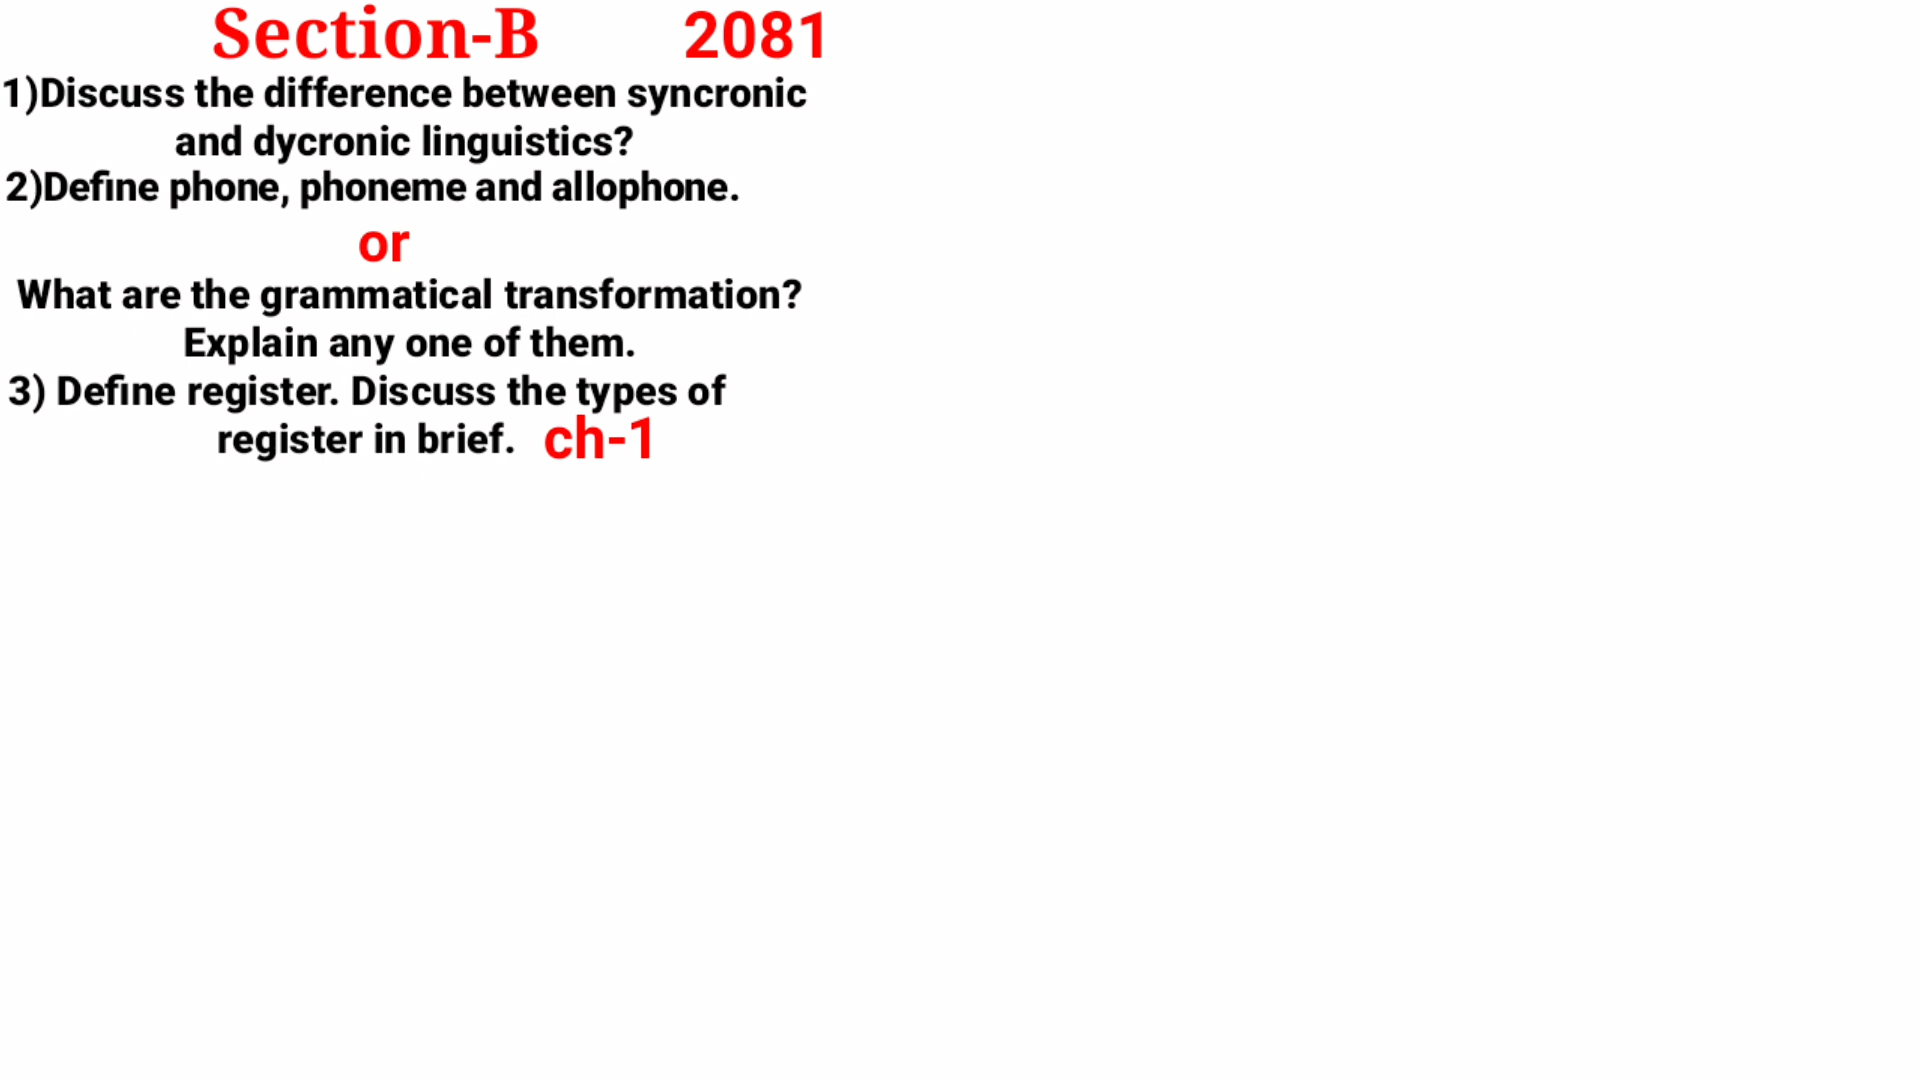 Section-B 2081
1)Discuss the difference between syncronic
and dycronic linguistics?
2)Define phone, phoneme and allophone.
or
What are the grammatical transformation?
Explain any one of them.
3) Define register. Discuss the types of
register in brief. ch-1